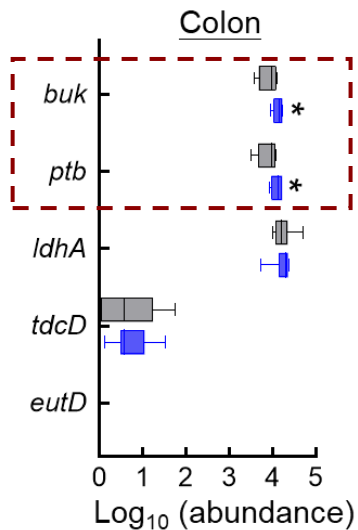 Colon
buk
*
ptb
*
ldhA
tdcD
eutD
0 1 2 3 4 5
Log₁₀ (abundance)